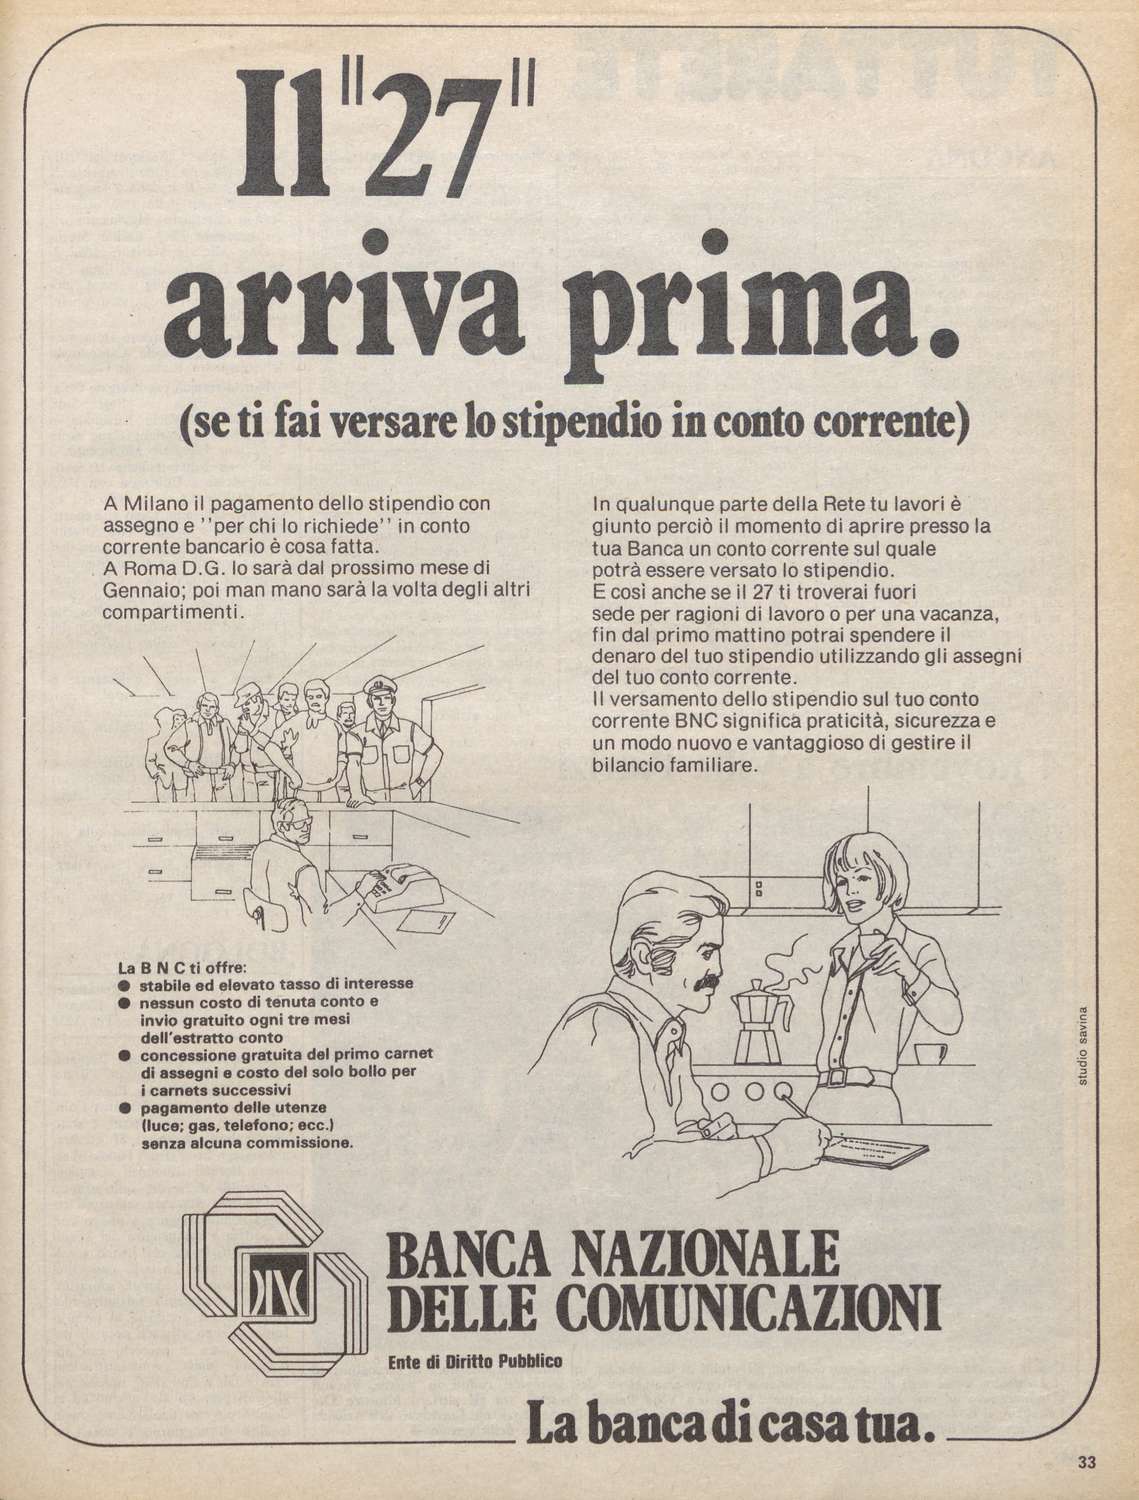 Il "27"
arriva prima.
(se ti fai versare lo stipendio in conto corrente)
A Milano il pagamento dello stipendio con
assegno e ''per chi lo richiede'' in conto
corrente bancario è cosa fatta.
A Roma D.G. lo sarà dal prossimo mese di
Gennaio; poi man mano sarà la volta degli altri
compartimenti.
La B N C ti offre:
● stabile ed elevato tasso di interesse
● nessun costo di tenuta conto e
invio gratuito ogni tre mesi
dell'estratto conto
● concessione gratuita del primo carnet
di assegni e costo del solo bollo per
i carnets successivi
● pagamento delle utenze
(luce; gas, telefono; ecc.)
senza alcuna commissione.
In qualunque parte della Rete tu lavori è
giunto perciò il momento di aprire presso la
tua Banca un conto corrente sul quale
potrà essere versato lo stipendio.
E così anche se il 27 ti troverai fuori
sede per ragioni di lavoro o per una vacanza,
fin dal primo mattino potrai spendere il
denaro del tuo stipendio utilizzando gli assegni
del tuo conto corrente.
Il versamento dello stipendio sul tuo conto
corrente BNC significa praticità, sicurezza e
un modo nuovo e vantaggioso di gestire il
bilancio familiare.
studio savina
BNC
BANCA NAZIONALE
DELLE COMUNICAZIONI
Ente di Diritto Pubblico
La banca di casa tua.
33